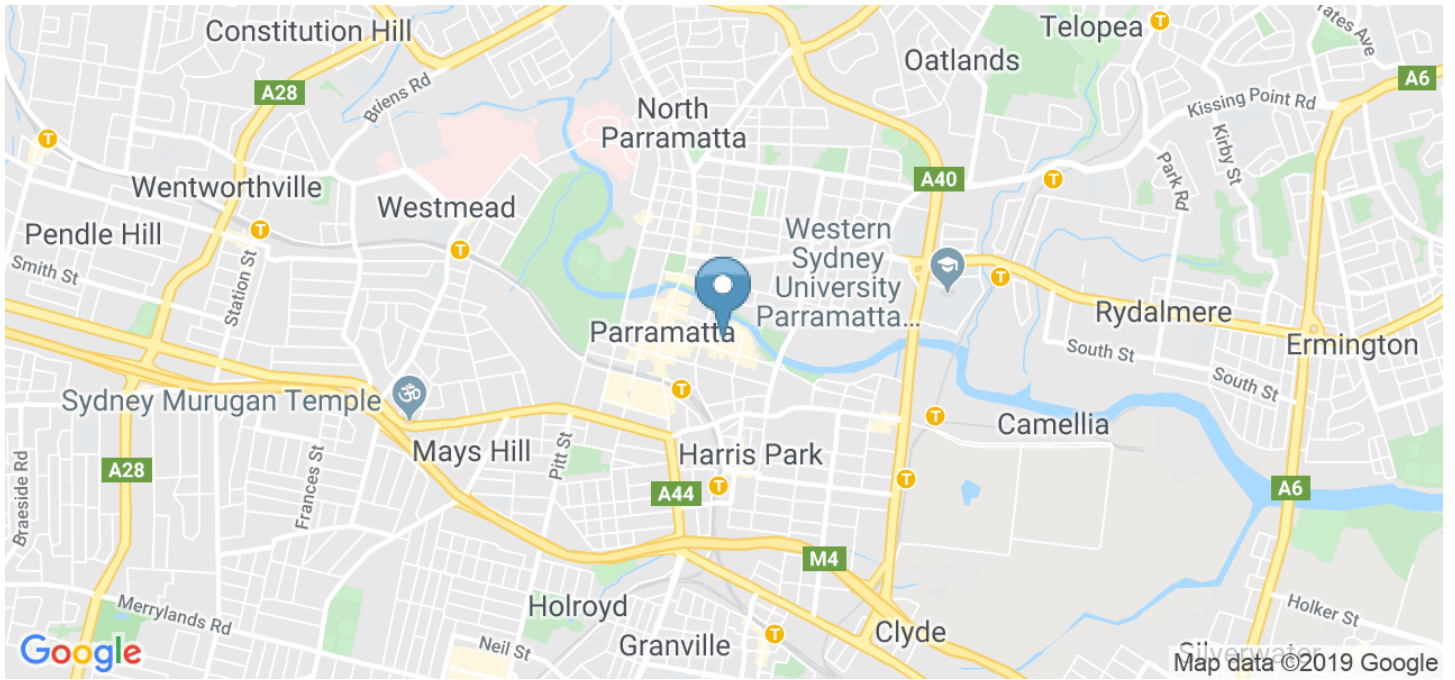 Constitution Hill
Telopea
T
Yates Ave
Oatlands
A28
Briens Rd
A6
North
Parramatta
Kissing Point Rd
Kirby St
T
Park Rd
A40
T
Wentworthville
Westmead
Pendle Hill
T
T
Western
Sydney
University
Parramatta...
T
Smith St
Station St
Rydalmere
Parramatta
South St
Ermington
South St
T
Sydney Murugan Temple
ॐ
T
Camellia
Mays Hill
Pitt St
Harris Park
Braeside Rd
A28
Frances St
A44
T
T
A6
M4
Merrylands Rd
Holroyd
Holker St
Neil St
Granville
T
Clyde
Silverwater
Google
Map data ©2019 Google